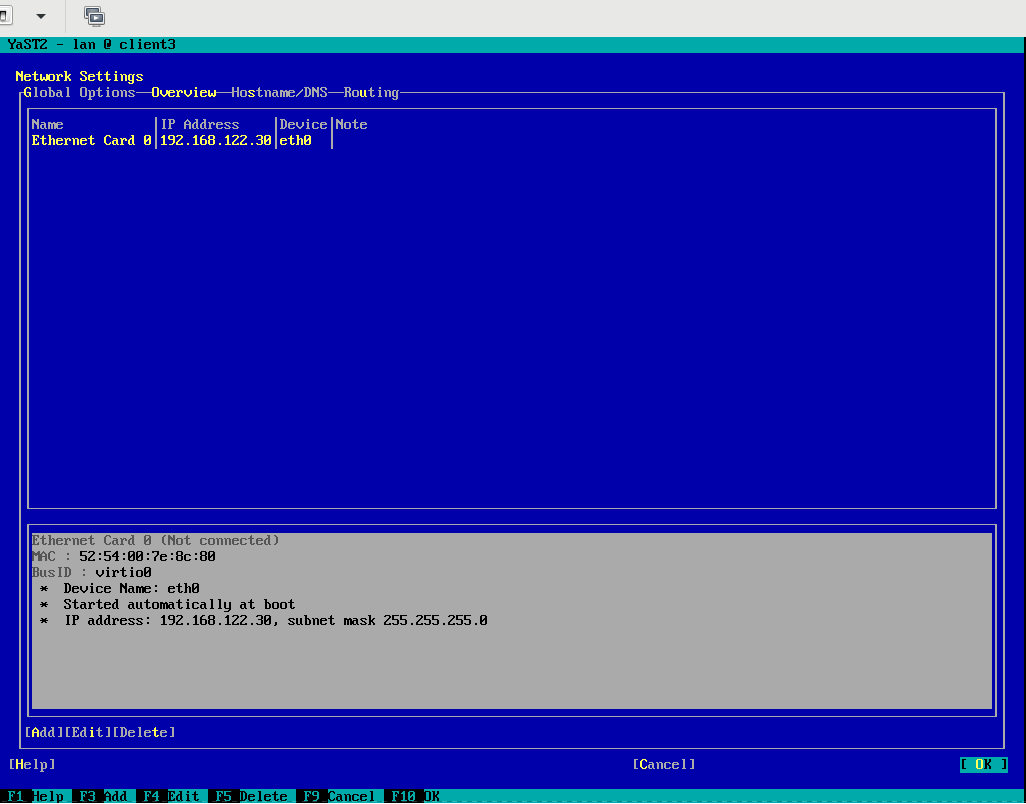 YaST2 - lan @ client3
Network Settings
Global Options Overview Hostname/DNS Routing
Name IP Address Device Note
Ethernet Card 0 192.168.122.30 eth0
Ethernet Card 0 (Not connected)
MAC : 52:54:00:7e:8c:80
BusID : virtio0
* Device Name: eth0
* Started automatically at boot
* IP address: 192.168.122.30, subnet mask 255.255.255.0
[Add][Edit][Delete]
[Help] [Cancel] [ OK ]
F1 Help F3 Add F4 Edit F5 Delete F9 Cancel F10 OK